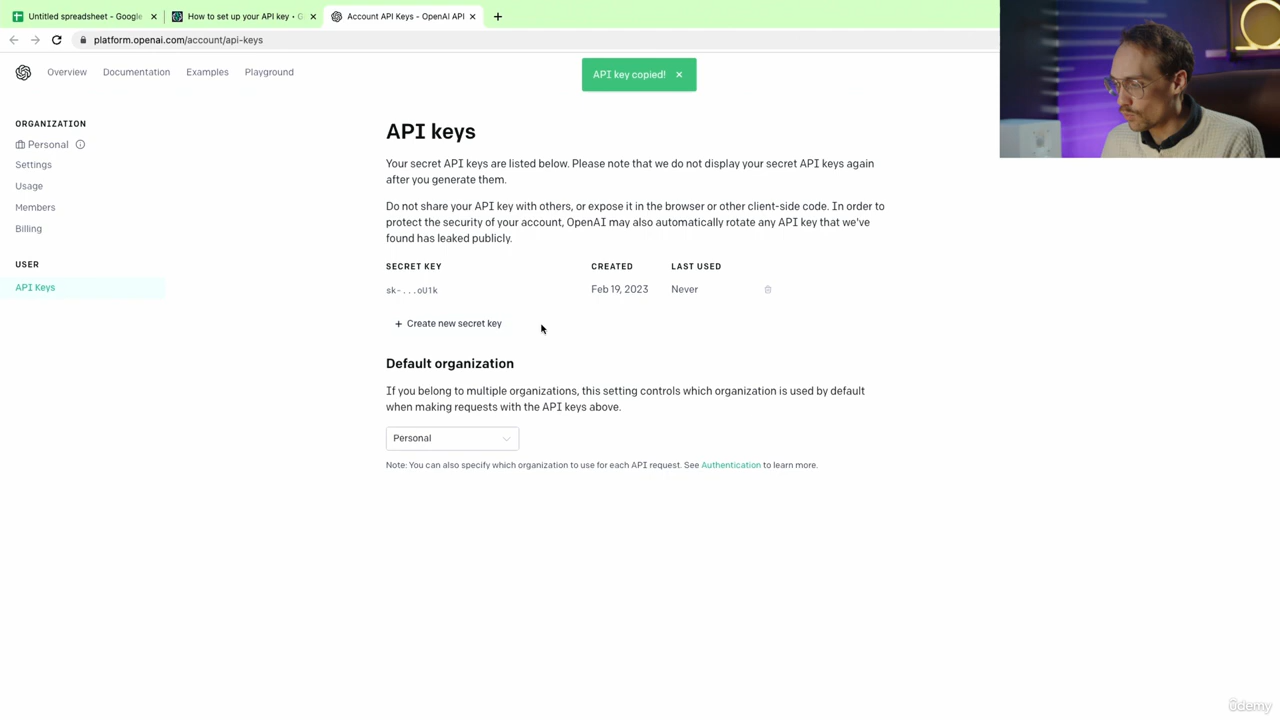 Untitled spreadsheet - Google
How to set up your API key • G
Account API Keys - OpenAI API
platform.openai.com/account/api-keys
Overview
Documentation
Examples
Playground
API key copied!
ORGANIZATION
Personal
Settings
Usage
Members
Billing
USER
API Keys
API keys
Your secret API keys are listed below. Please note that we do not display your secret API keys again
after you generate them.
Do not share your API key with others, or expose it in the browser or other client-side code. In order to
protect the security of your account, OpenAI may also automatically rotate any API key that we've
found has leaked publicly.
SECRET KEY CREATED LAST USED
sk-...oU1k Feb 19, 2023 Never
+ Create new secret key
Default organization
If you belong to multiple organizations, this setting controls which organization is used by default
when making requests with the API keys above.
Personal
Note: You can also specify which organization to use for each API request. See Authentication to learn more.
ûdemy